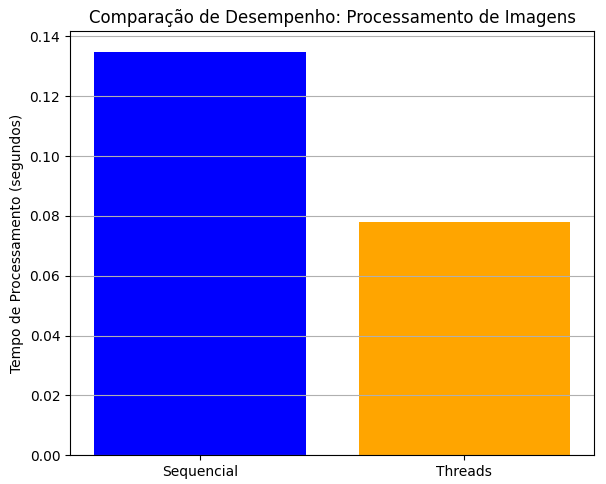 Comparação de Desempenho: Processamento de Imagens
Tempo de Processamento (segundos)
0.14
0.12
0.10
0.08
0.06
0.04
0.02
0.00
Sequencial
Threads